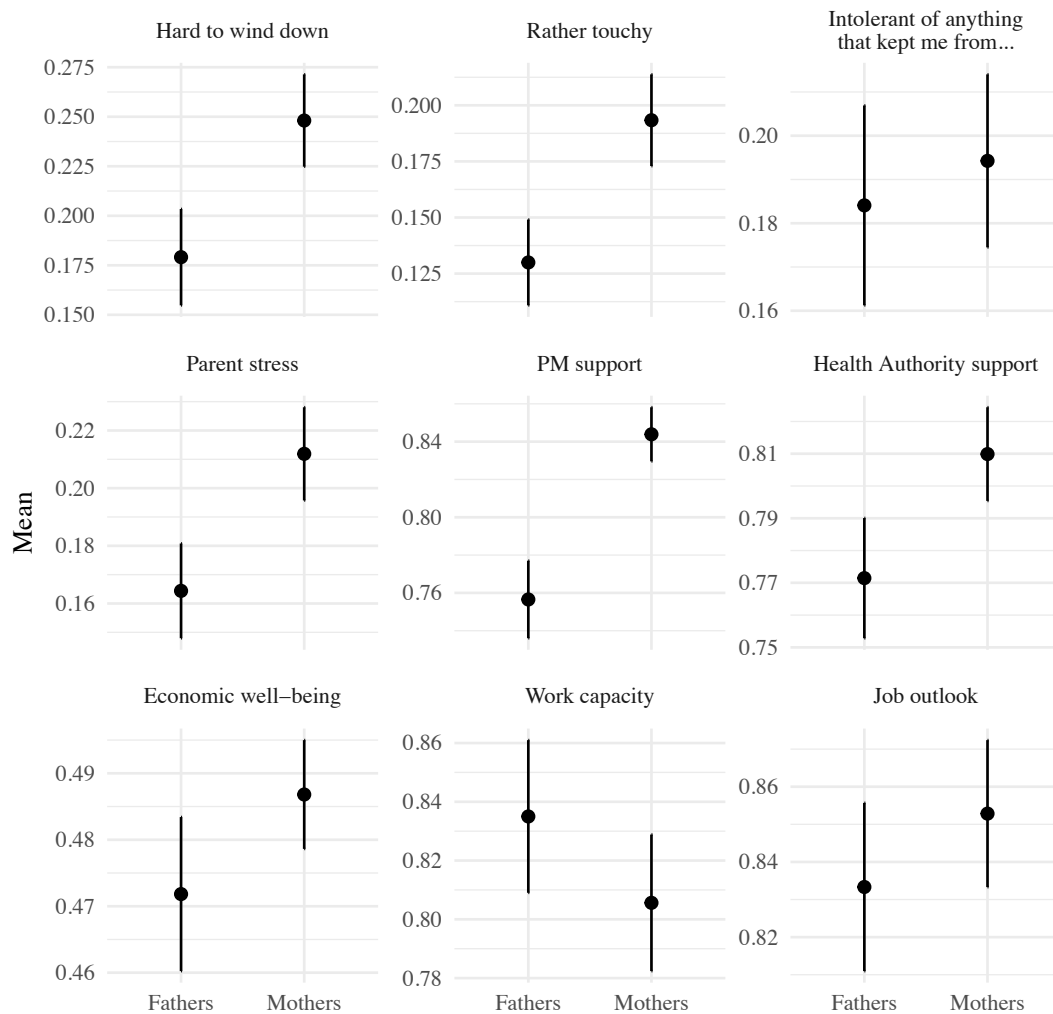 Hard to wind down
Rather touchy
Intolerant of anything
that kept me from...
0.275
0.250
0.225
0.200
0.175
0.150
0.200
0.175
0.150
0.125
0.20
0.18
0.16
Parent stress
PM support
Health Authority support
0.22
0.20
0.18
0.16
0.84
0.80
0.76
0.81
0.79
0.77
0.75
Mean
Economic well−being
Work capacity
Job outlook
0.49
0.48
0.47
0.46
0.86
0.84
0.82
0.80
0.78
0.86
0.84
0.82
Fathers Mothers
Fathers Mothers
Fathers Mothers